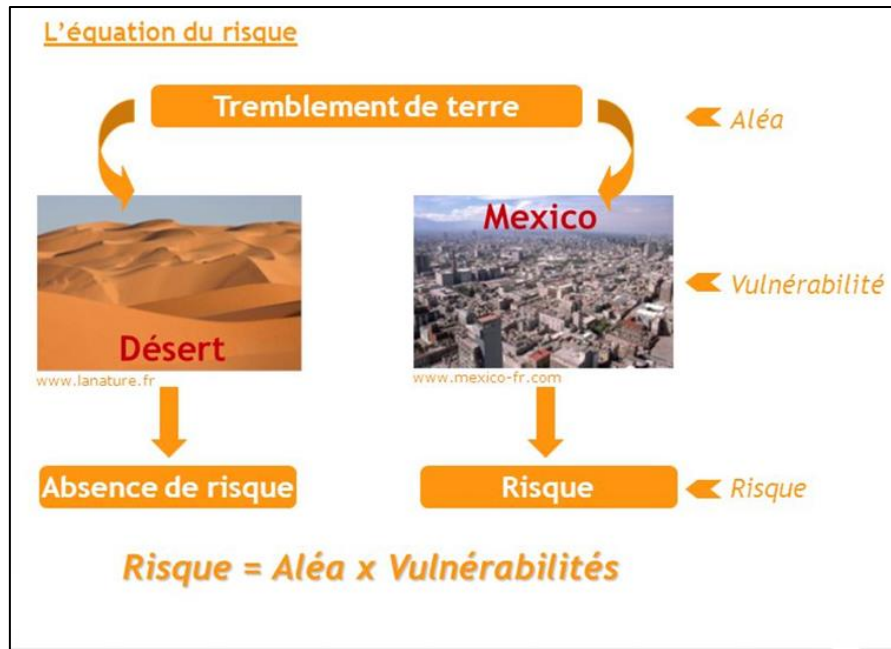 L'équation du risque
Tremblement de terre
Aléa
Mexico
Désert
Vulnérabilité
www.lanature.fr
www.mexico-fr.com
Absence de risque
Risque
Risque
Risque = Aléa x Vulnérabilités